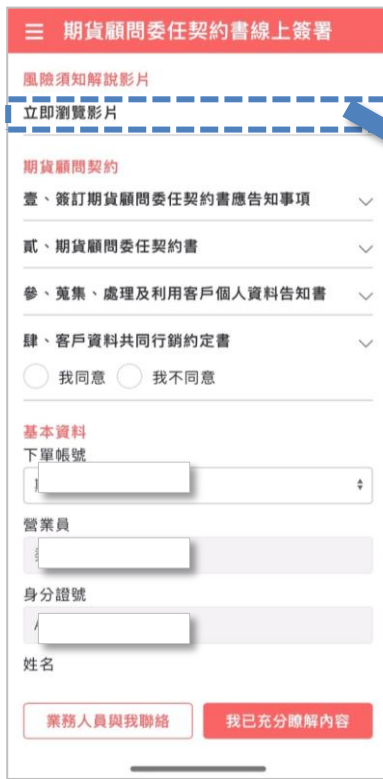 期貨顧問委任契約書線上簽署
風險須知解說影片
立即瀏覽影片
期貨顧問契約
壹、簽訂期貨顧問委任契約書應告知事項
貳、期貨顧問委任契約書
參、蒐集、處理及利用客戶個人資料告知書
肆、客戶資料共同行銷約定書
我同意 我不同意
基本資料
下單帳號
營業員
身分證號
姓名
業務人員與我聯絡 我已充分瞭解內容